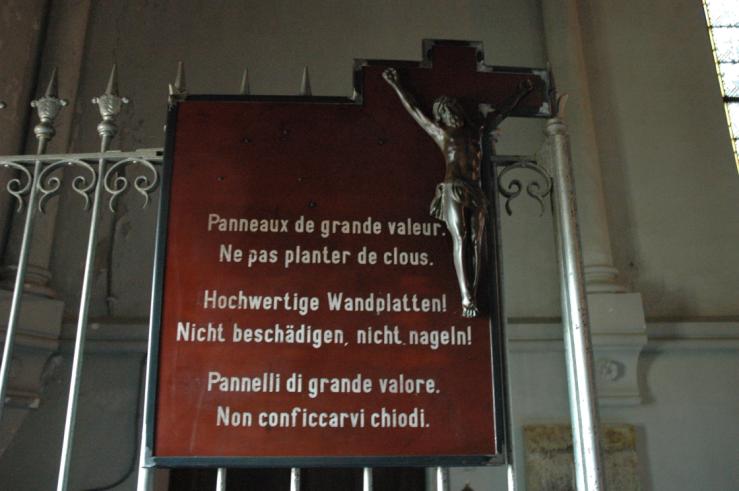 Panneaux de grande valeur.
Ne pas planter de clous.
Hochwertige Wandplatten!
Nicht beschädigen, nicht nageln!
Pannelli di grande valore.
Non conficcarvi chiodi.